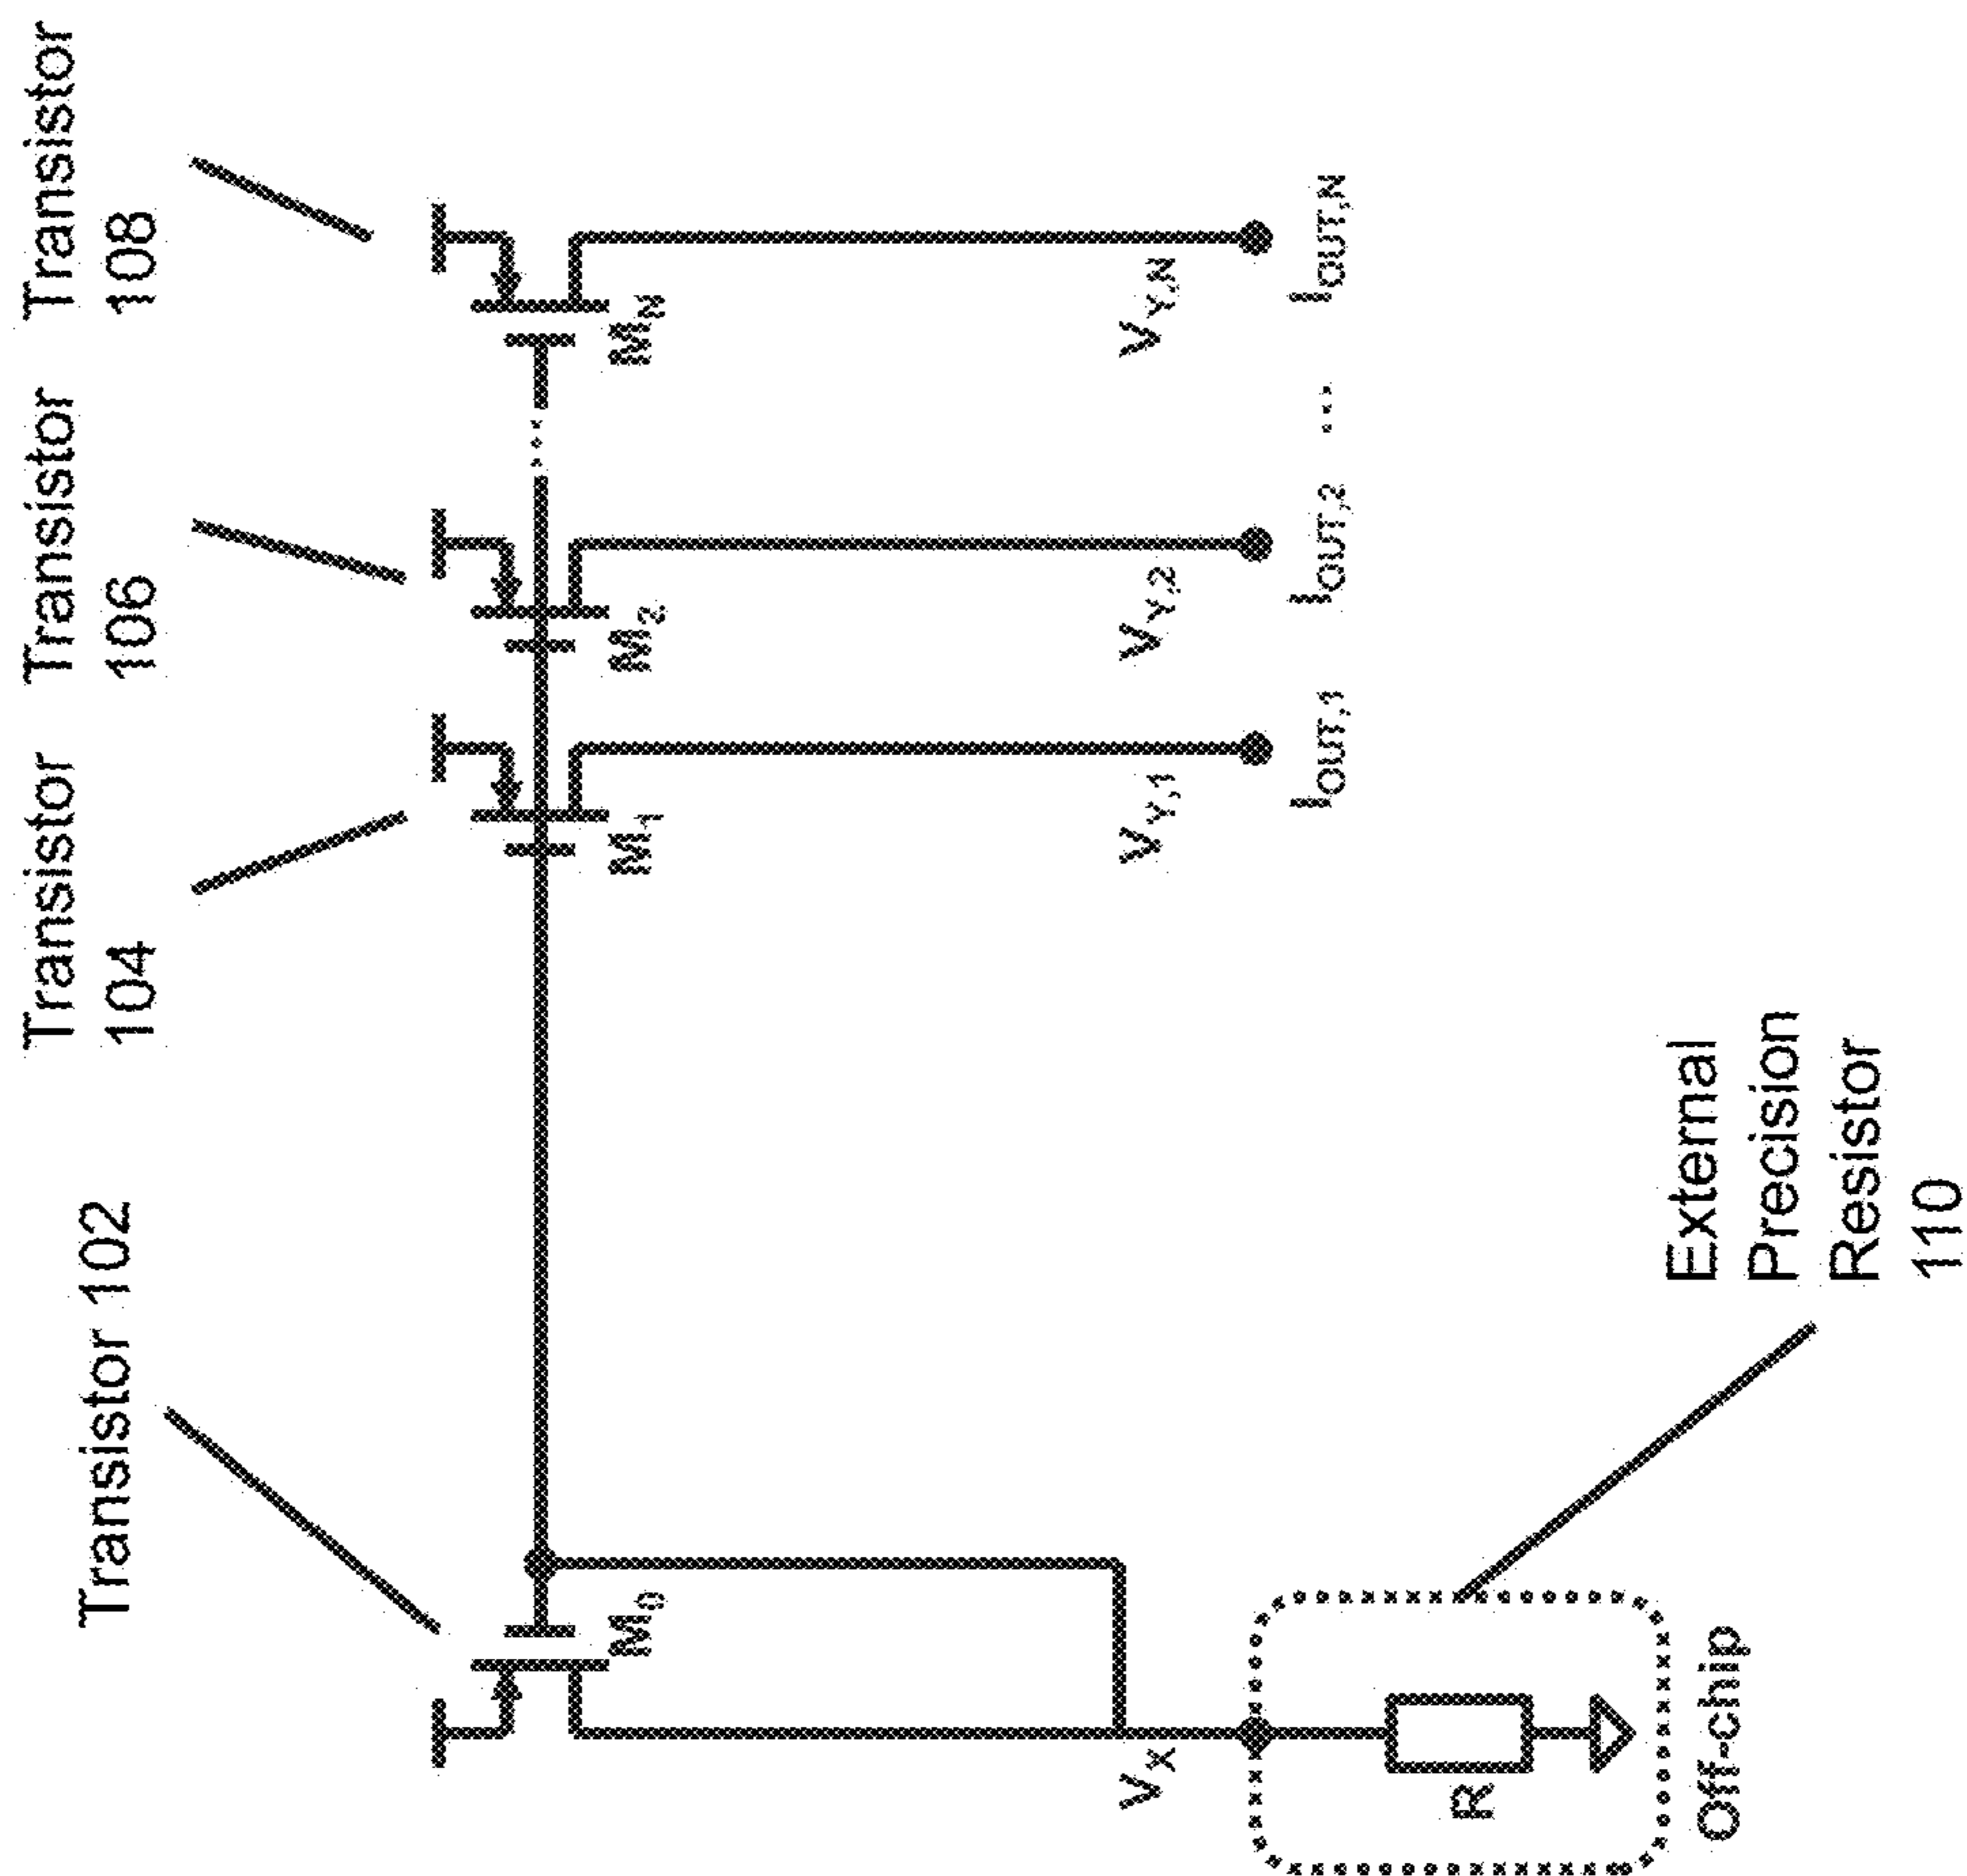 Transistor 102
Transistor
104
Transistor
106
Transistor
108
M0
M1
M2
...
MN
VX
VY,1
VY,2
VY,N
R
IOUT,1
IOUT,2
...
IOUT,N
Off-chip
External
Precision
Resistor
110